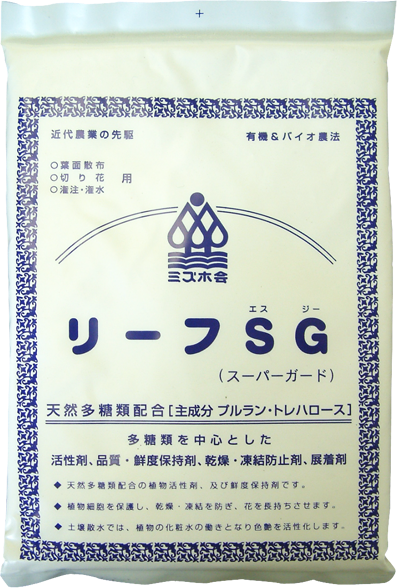 近代農業の先駆
有機&バイオ農法
○葉面散布
○切り花 用
○潅注・潅水
ミズホ会
エス ジー
リーフSG
(スーパーガード)
天然多糖類配合[主成分 プルラン・トレハロース]
多糖類を中心とした
活性剤、品質・鮮度保持剤、乾燥・凍結防止剤、展着剤
◆ 天然多糖類配合の植物活性剤、及び鮮度保持剤です。
◆ 植物細胞を保護し、乾燥・凍結を防ぎ、花を長持ちさせます。
◆ 土壌散水では、植物の化粧水の働きとなり色艶を活性化します。